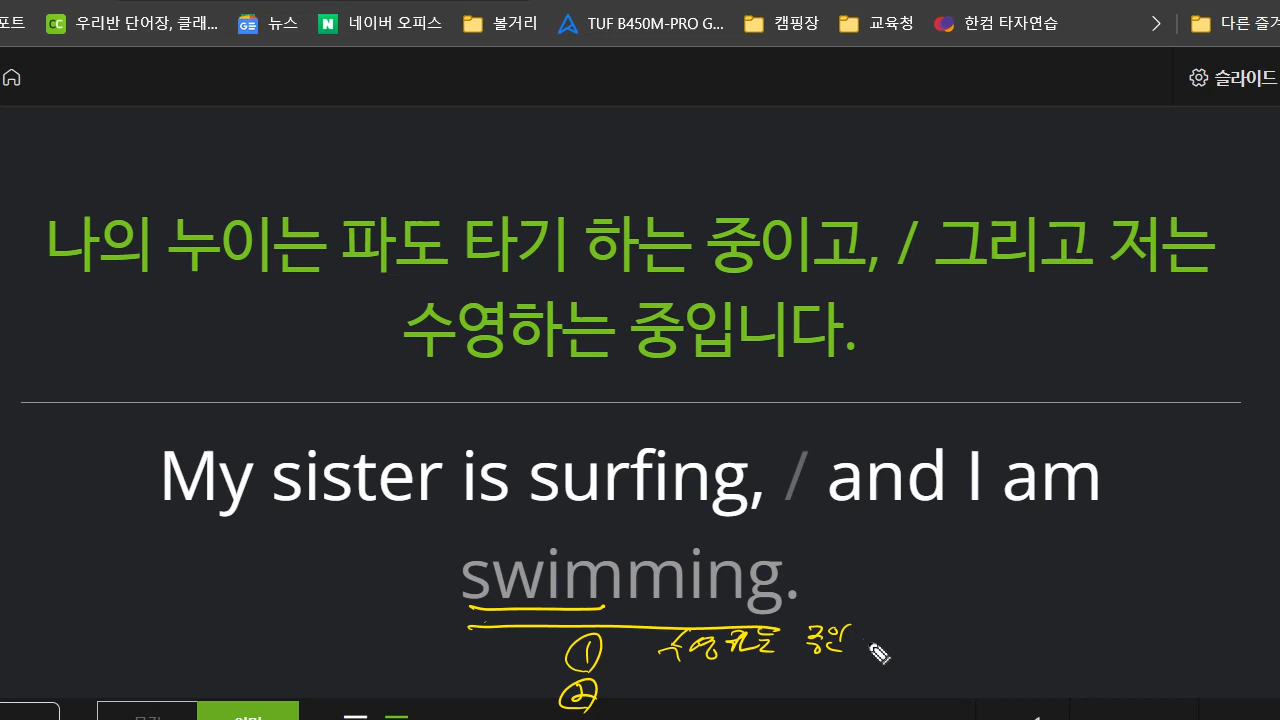 포트 우리반 단어장, 클래... 뉴스 네이버 오피스 볼거리 TUF B450M-PRO G... 캠핑장 교육청 한컴 타자연습 다른 즐겨
슬라이드
나의 누이는 파도 타기 하는 중이고, / 그리고 저는
수영하는 중입니다.
My sister is surfing, / and I am
swimming.
① 수영하는 중인
②